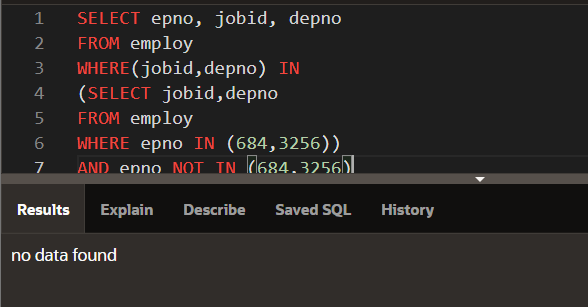 1 SELECT epno, jobid, depno
2 FROM employ
3 WHERE(jobid,depno) IN
4 (SELECT jobid,depno
5 FROM employ
6 WHERE epno IN (684,3256))
7 AND epno NOT IN (684,3256)
Results Explain Describe Saved SQL History
no data found